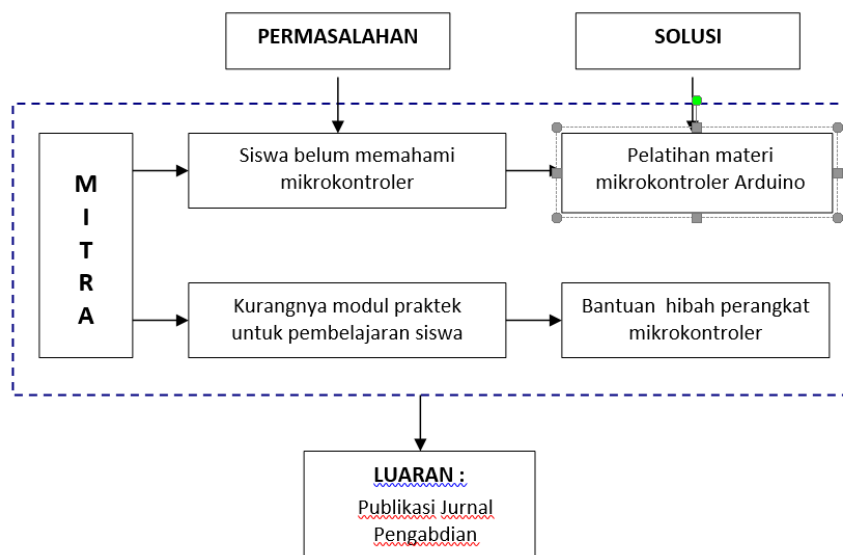 PERMASALAHAN
SOLUSI
M
I
T
R
A
Siswa belum memahami
mikrokontroler
Pelatihan materi
mikrokontroler Arduino
Kurangnya modul praktek
untuk pembelajaran siswa
Bantuan hibah perangkat
mikrokontroler
LUARAN :
Publikasi Jurnal
Pengabdian